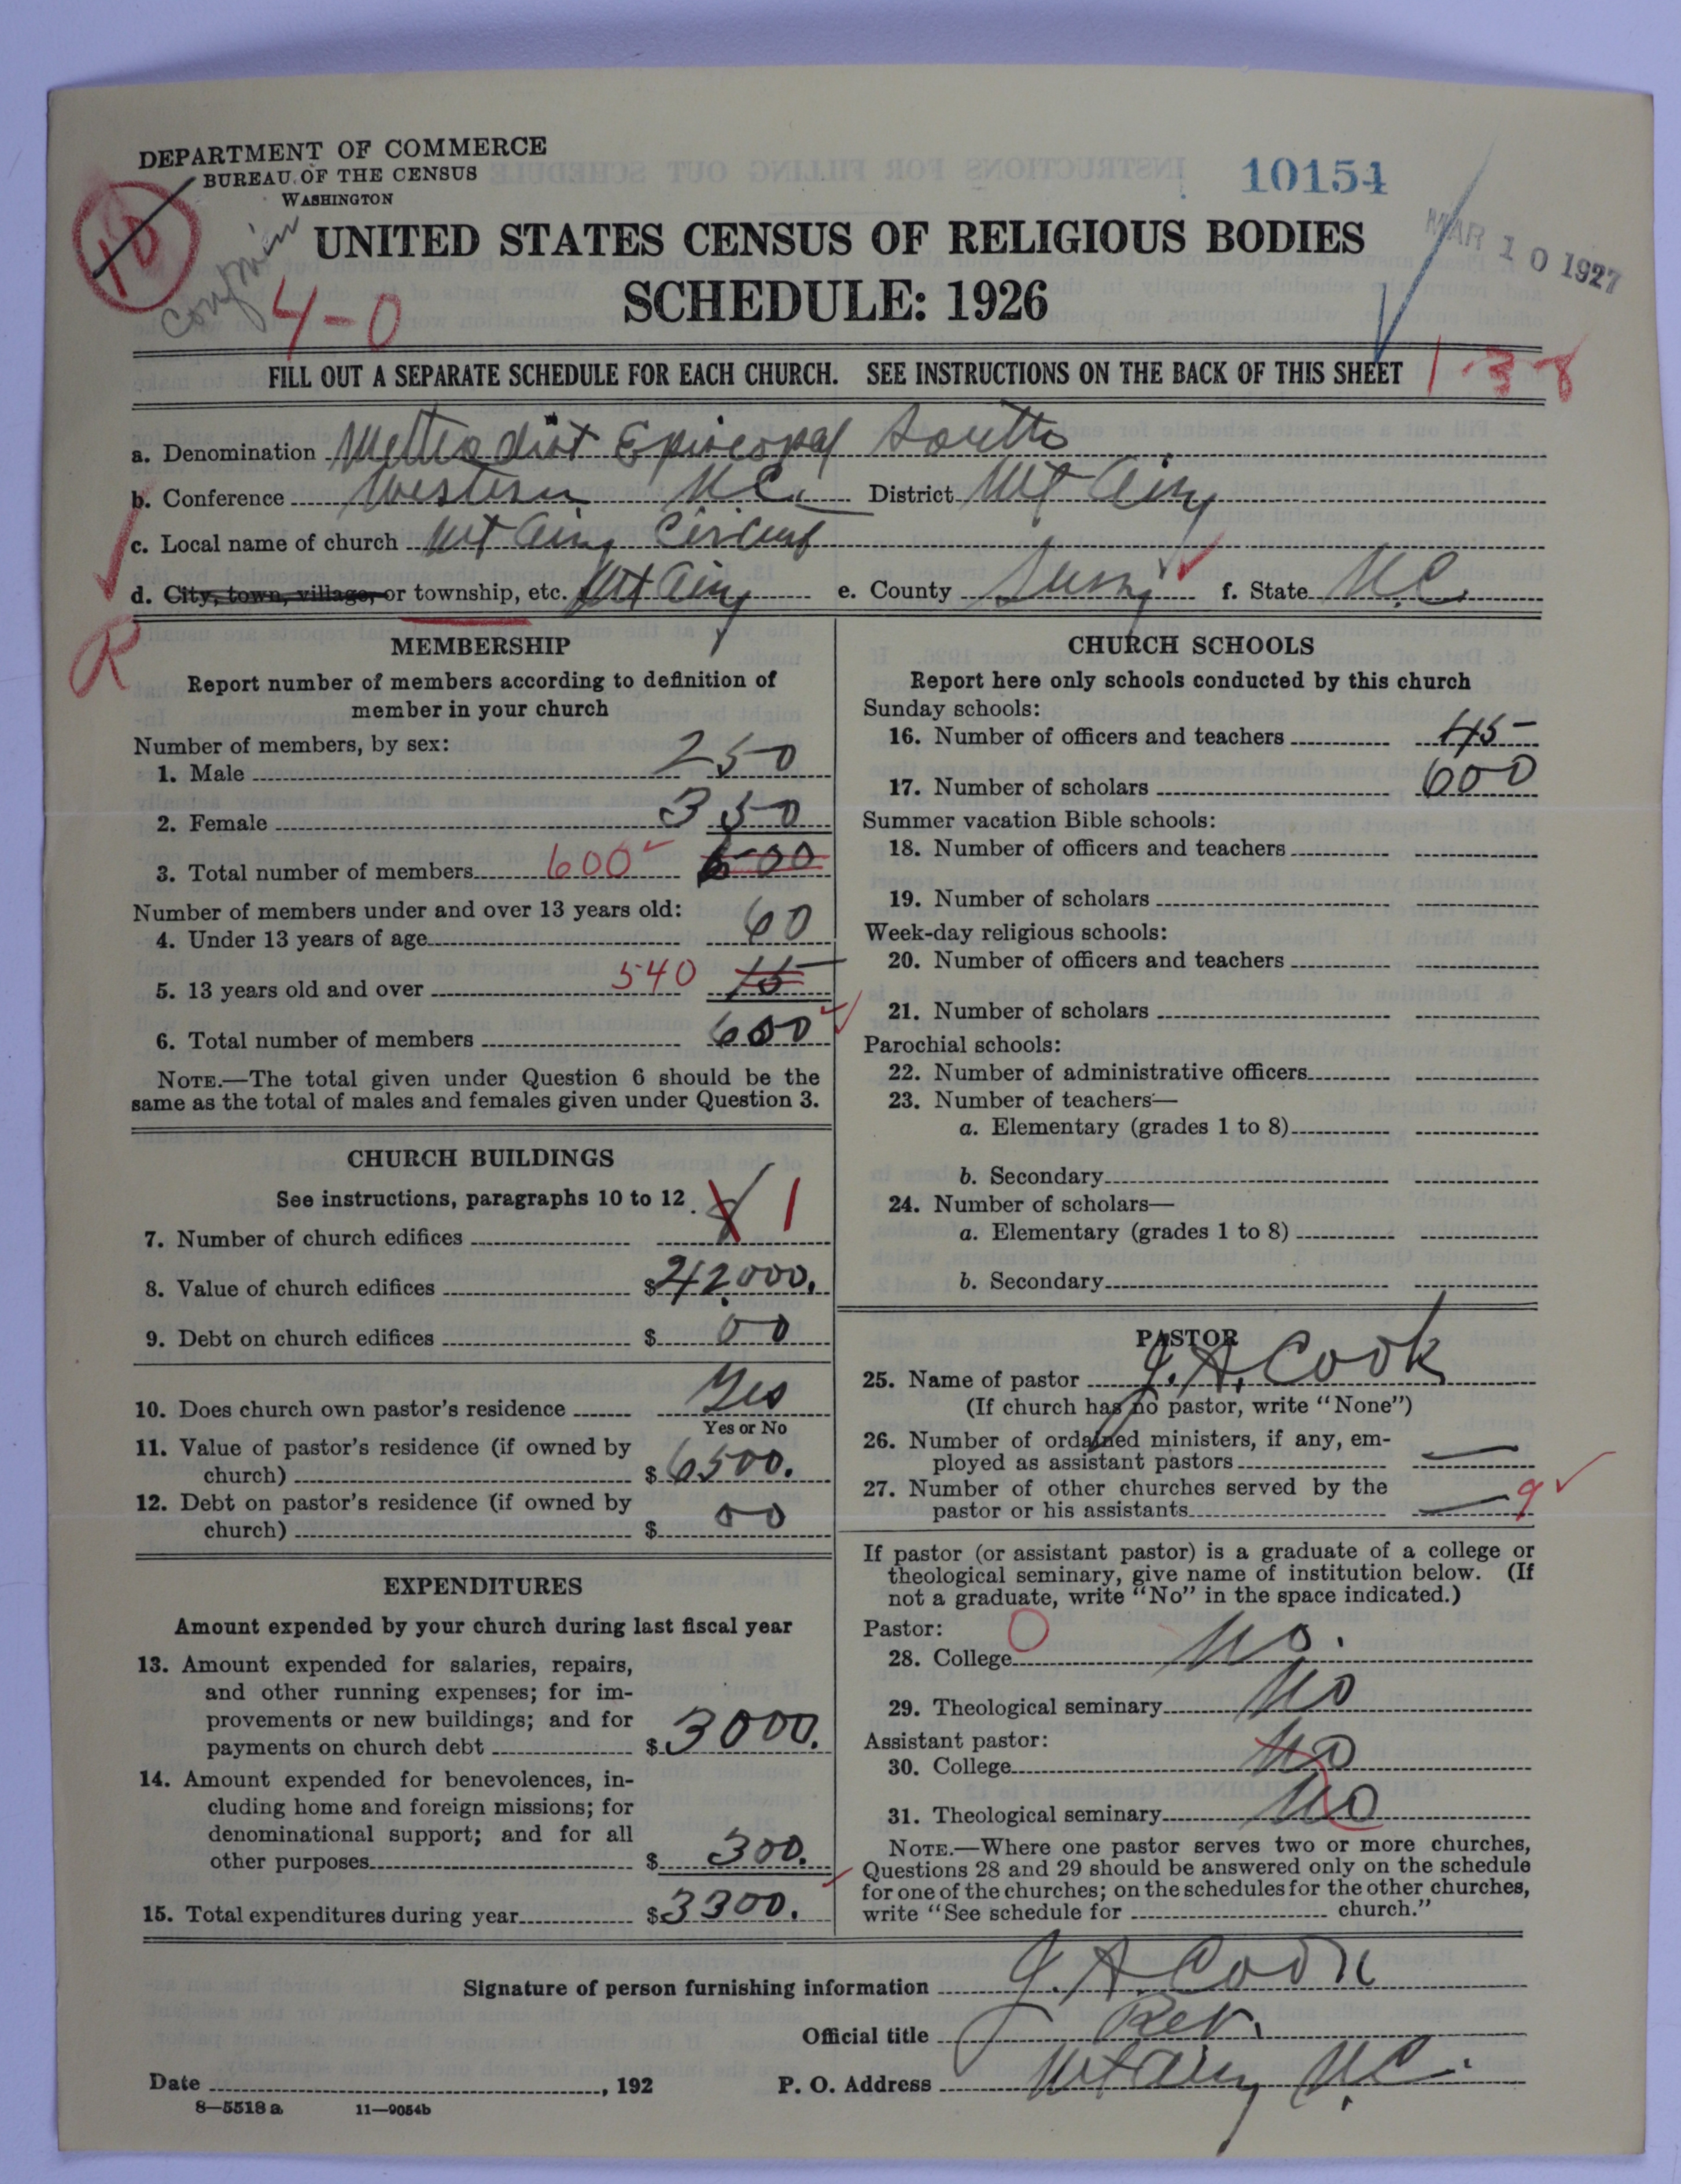 DEPARTMENT OF COMMERCE
BUREAU OF THE CENSUS
WASHINGTON
10154
MAR 10 1927
10
confirm
UNITED STATES CENSUS OF RELIGIOUS BODIES
4-0
SCHEDULE: 1926
FILL OUT A SEPARATE SCHEDULE FOR EACH CHURCH. SEE INSTRUCTIONS ON THE BACK OF THIS SHEET
1-3-8
a. Denomination Methodist Episcopal South
b. Conference Western N.C. District Mt Airy
c. Local name of church Mt Airy Circuit
d. City, town, village, or township, etc. Mt Airy e. County Surry f. State N.C.
R
MEMBERSHIP
Report number of members according to definition of
member in your church
Number of members, by sex:
1. Male 250
2. Female 350
3. Total number of members 600 600
Number of members under and over 13 years old:
4. Under 13 years of age 60
5. 13 years old and over 540 15
6. Total number of members 600
NOTE.—The total given under Question 6 should be the
same as the total of males and females given under Question 3.
CHURCH BUILDINGS
See instructions, paragraphs 10 to 12
7. Number of church edifices 8 1
8. Value of church edifices $42,000.
9. Debt on church edifices $ 00
10. Does church own pastor's residence Yes
Yes or No
11. Value of pastor's residence (if owned by
church) $6500.
12. Debt on pastor's residence (if owned by
church) $ 00
EXPENDITURES
Amount expended by your church during last fiscal year
13. Amount expended for salaries, repairs,
and other running expenses; for im-
provements or new buildings; and for
payments on church debt $3000.
14. Amount expended for benevolences, in-
cluding home and foreign missions; for
denominational support; and for all
other purposes $ 300.
15. Total expenditures during year $3300.
CHURCH SCHOOLS
Report here only schools conducted by this church
Sunday schools:
16. Number of officers and teachers 45
17. Number of scholars 600
Summer vacation Bible schools:
18. Number of officers and teachers
19. Number of scholars
Week-day religious schools:
20. Number of officers and teachers
21. Number of scholars
Parochial schools:
22. Number of administrative officers
23. Number of teachers—
a. Elementary (grades 1 to 8)
b. Secondary
24. Number of scholars—
a. Elementary (grades 1 to 8)
b. Secondary
PASTOR
25. Name of pastor J. A. Cook
(If church has no pastor, write "None")
26. Number of ordained ministers, if any, em-
ployed as assistant pastors —
27. Number of other churches served by the
pastor or his assistants — 9
If pastor (or assistant pastor) is a graduate of a college or
theological seminary, give name of institution below. (If
not a graduate, write "No" in the space indicated.)
Pastor: 0
28. College No.
29. Theological seminary No
Assistant pastor:
30. College No
31. Theological seminary No
NOTE.—Where one pastor serves two or more churches,
Questions 28 and 29 should be answered only on the schedule
for one of the churches; on the schedules for the other churches,
write "See schedule for church."
Signature of person furnishing information J. A. Cook
Official title Rev.
Date , 192 P. O. Address Mt Airy N.C.
8—5518 a 11—9054b